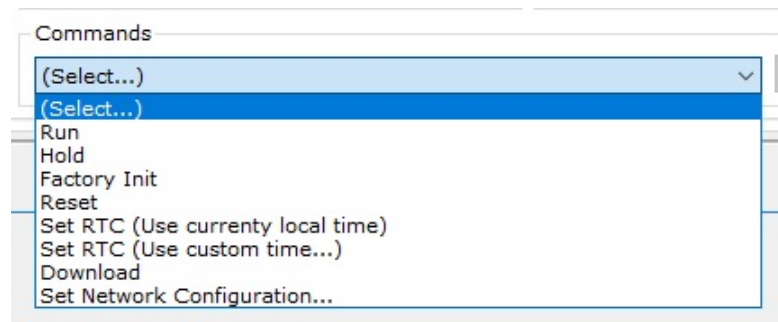 Commands
(Select...)
(Select...)
Run
Hold
Factory Init
Reset
Set RTC (Use currenty local time)
Set RTC (Use custom time...)
Download
Set Network Configuration...